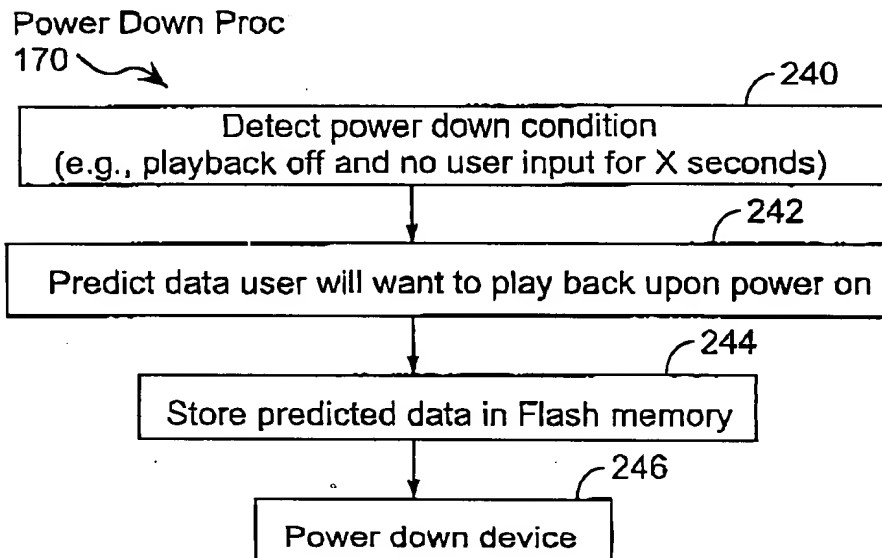 Power Down Proc
170
240
Detect power down condition
(e.g., playback off and no user input for X seconds)
242
Predict data user will want to play back upon power on
244
Store predicted data in Flash memory
246
Power down device